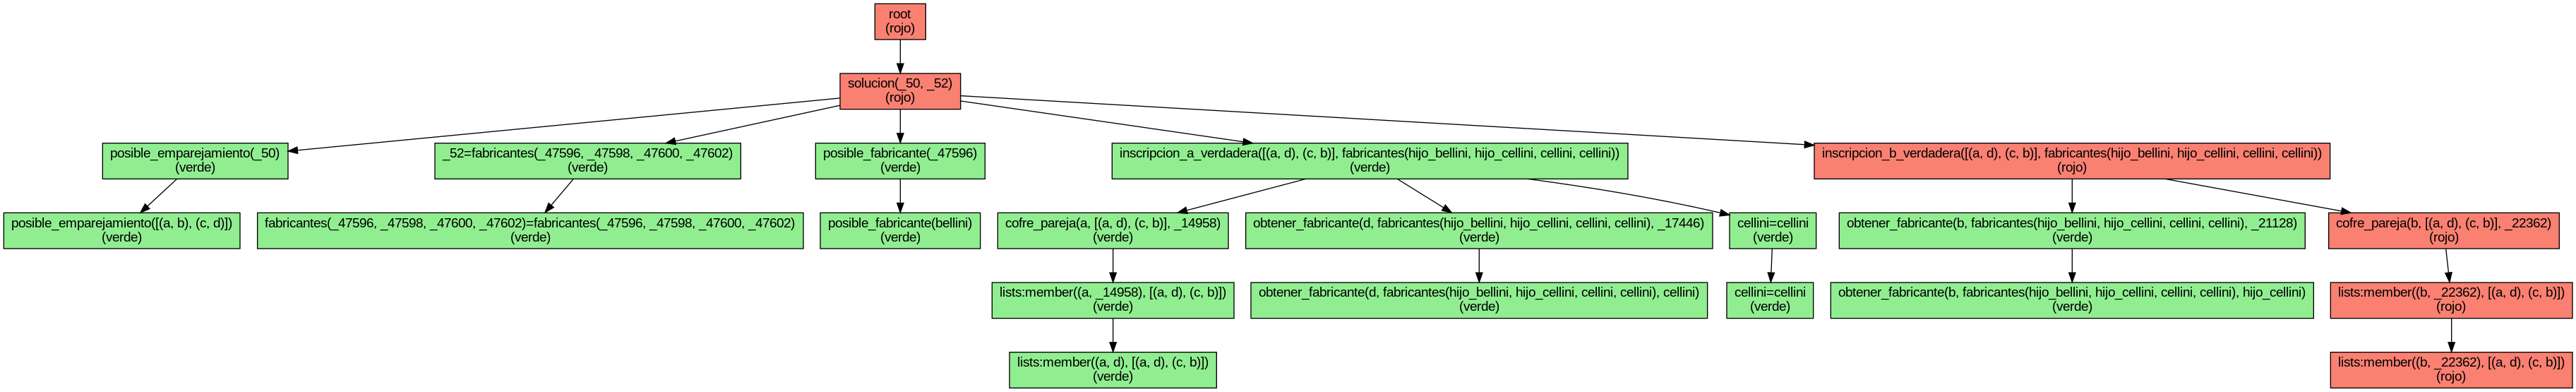 root
(rojo)
solucion(_50, _52)
(rojo)
posible_emparejamiento(_50)
(verde)
_52=fabricantes(_47596, _47598, _47600, _47602)
(verde)
posible_fabricante(_47596)
(verde)
inscripcion_a_verdadera([(a, d), (c, b)], fabricantes(hijo_bellini, hijo_cellini, cellini, cellini))
(verde)
inscripcion_b_verdadera([(a, d), (c, b)], fabricantes(hijo_bellini, hijo_cellini, cellini, cellini))
(rojo)
posible_emparejamiento([(a, b), (c, d)])
(verde)
fabricantes(_47596, _47598, _47600, _47602)=fabricantes(_47596, _47598, _47600, _47602)
(verde)
posible_fabricante(bellini)
(verde)
cofre_pareja(a, [(a, d), (c, b)], _14958)
(verde)
obtener_fabricante(d, fabricantes(hijo_bellini, hijo_cellini, cellini, cellini), _17446)
(verde)
cellini=cellini
(verde)
obtener_fabricante(b, fabricantes(hijo_bellini, hijo_cellini, cellini, cellini), _21128)
(verde)
cofre_pareja(b, [(a, d), (c, b)], _22362)
(rojo)
lists:member((a, _14958), [(a, d), (c, b)])
(verde)
obtener_fabricante(d, fabricantes(hijo_bellini, hijo_cellini, cellini, cellini), cellini)
(verde)
cellini=cellini
(verde)
obtener_fabricante(b, fabricantes(hijo_bellini, hijo_cellini, cellini, cellini), hijo_cellini)
(verde)
lists:member((b, _22362), [(a, d), (c, b)])
(rojo)
lists:member((a, d), [(a, d), (c, b)])
(verde)
lists:member((b, _22362), [(a, d), (c, b)])
(rojo)